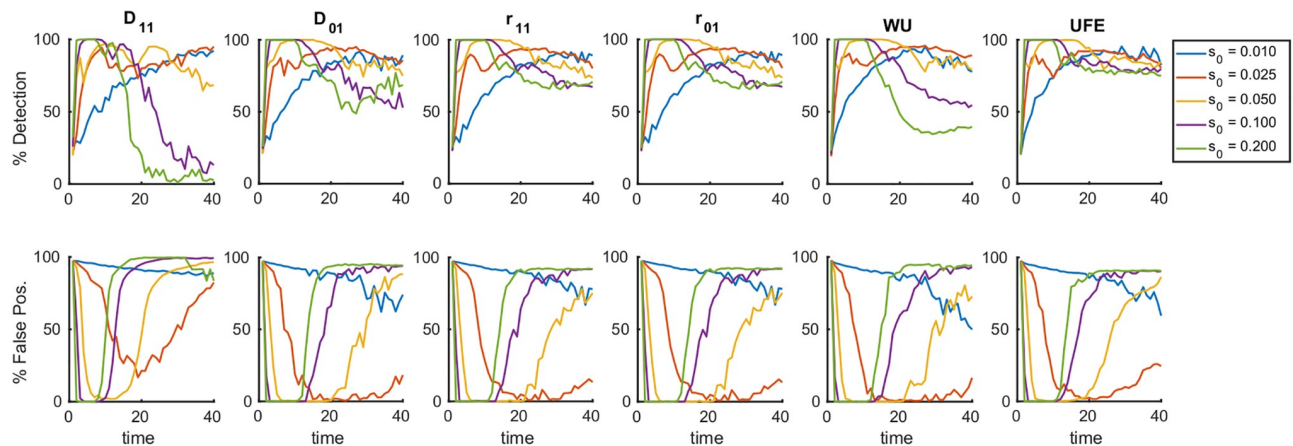 D11 D01 r11 r01 WU UFE
% Detection
100 100 100 100 100 100
50 50 50 50 50 50
0 0 0 0 0 0
0 20 40 0 20 40 0 20 40 0 20 40 0 20 40 0 20 40
s0 = 0.010
s0 = 0.025
s0 = 0.050
s0 = 0.100
s0 = 0.200
% False Pos.
100 100 100 100 100 100
50 50 50 50 50 50
0 0 0 0 0 0
0 20 40 0 20 40 0 20 40 0 20 40 0 20 40 0 20 40
time time time time time time